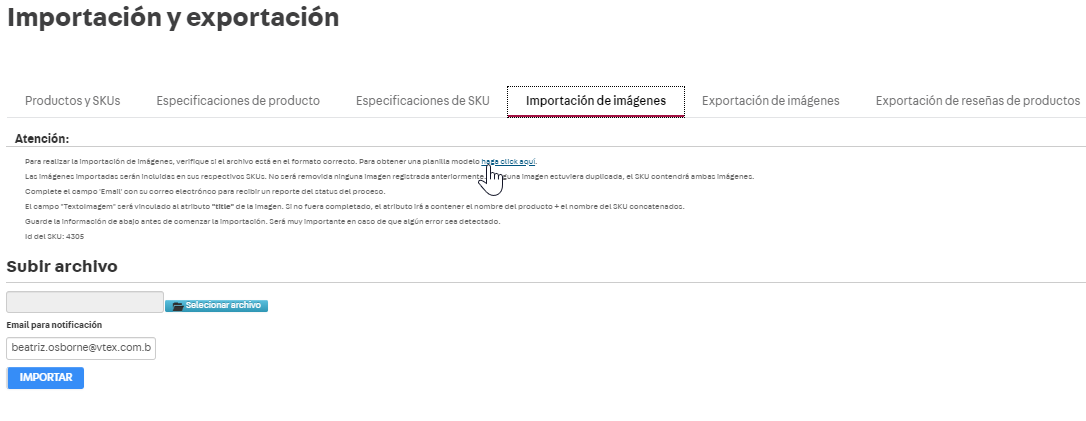 Importación y exportación
Productos y SKUs Especificaciones de producto Especificaciones de SKU Importación de imágenes Exportación de imágenes Exportación de reseñas de productos
Atención:
Para realizar la importación de imágenes, verifique si el archivo está en el formato correcto. Para obtener una planilla modelo haga click aquí.
Las imágenes importadas serán incluidas en sus respectivos SKUs. No será removida ninguna imagen registrada anteriormente, guna imagen estuviera duplicada, el SKU contendrá ambas imágenes.
Complete el campo 'Email' con su correo electrónco para recibir un reporte del status del proceso.
El campo "TextoImagem" será vinculado al atributo "title" de la imagen. Si no fuera completado, el atributo irá a contener el nombre del producto + el nombre del SKU concatenados.
Guarde la información de abajo antes de comenzar la importación. Será muy importante en caso de que algún error sea detectado.
Id del SKU: 4305
Subir archivo
Selecionar archivo
Email para notificación
beatriz.osborne@vtex.com.b
IMPORTAR